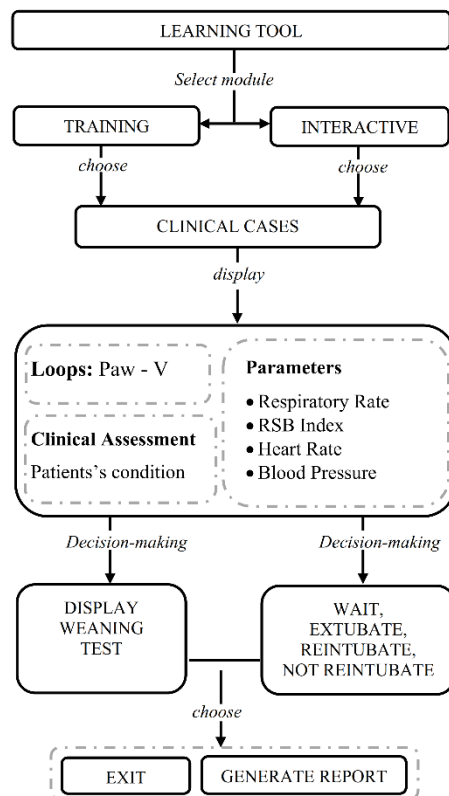 LEARNING TOOL
Select module
TRAINING
INTERACTIVE
choose
choose
CLINICAL CASES
display
Loops: Paw - V
Clinical Assessment
Patients's condition
Parameters
• Respiratory Rate
• RSB Index
• Heart Rate
• Blood Pressure
Decision-making
Decision-making
DISPLAY
WEANING
TEST
WAIT,
EXTUBATE,
REINTUBATE,
NOT REINTUBATE
choose
EXIT
GENERATE REPORT